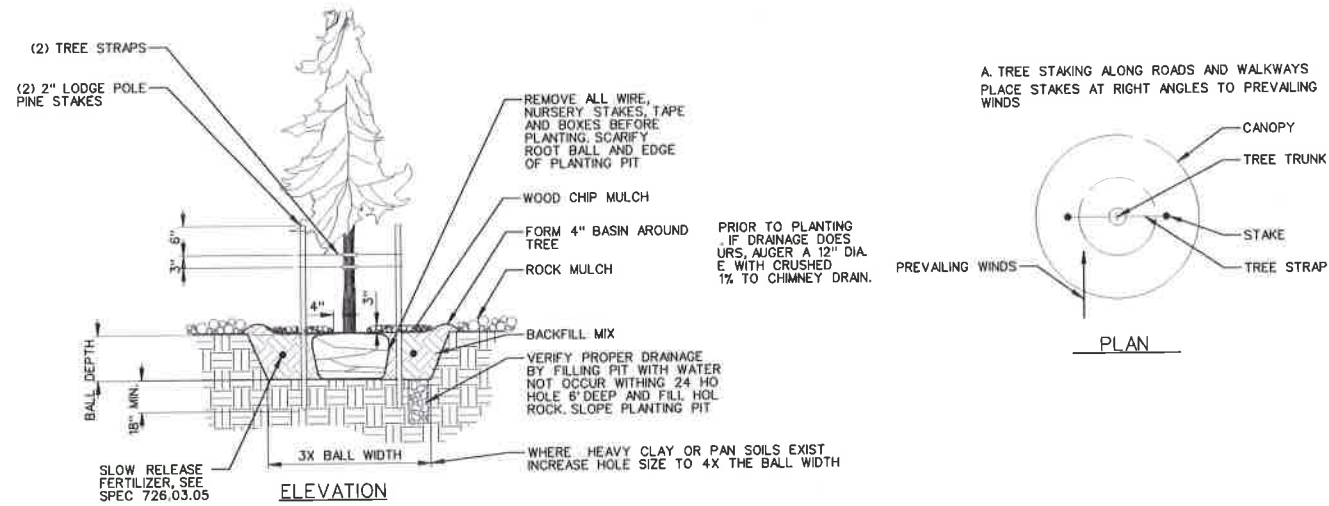 (2) TREE STRAPS
(2) 2" LODGE POLE
PINE STAKES
6"
3"
4"
3"
BALL DEPTH
18" MIN.
3X BALL WIDTH
SLOW RELEASE
FERTILIZER, SEE
SPEC 726.03.05
ELEVATION
REMOVE ALL WIRE,
NURSERY STAKES, TAPE
AND BOXES BEFORE
PLANTING. SCARIFY
ROOT BALL AND EDGE
OF PLANTING PIT
WOOD CHIP MULCH
FORM 4" BASIN AROUND
TREE
ROCK MULCH
BACKFILL MIX
VERIFY PROPER DRAINAGE
BY FILLING PIT WITH WATER
NOT OCCUR WITHING 24 HO
HOLE 6' DEEP AND FILL HOL
ROCK. SLOPE PLANTING PIT
WHERE HEAVY CLAY OR PAN SOILS EXIST
INCREASE HOLE SIZE TO 4X THE BALL WIDTH
PRIOR TO PLANTING
. IF DRAINAGE DOES
URS, AUGER A 12" DIA.
E WITH CRUSHED
1% TO CHIMNEY DRAIN.
A. TREE STAKING ALONG ROADS AND WALKWAYS
PLACE STAKES AT RIGHT ANGLES TO PREVAILING
WINDS
CANOPY
TREE TRUNK
STAKE
TREE STRAP
PREVAILING WINDS
PLAN